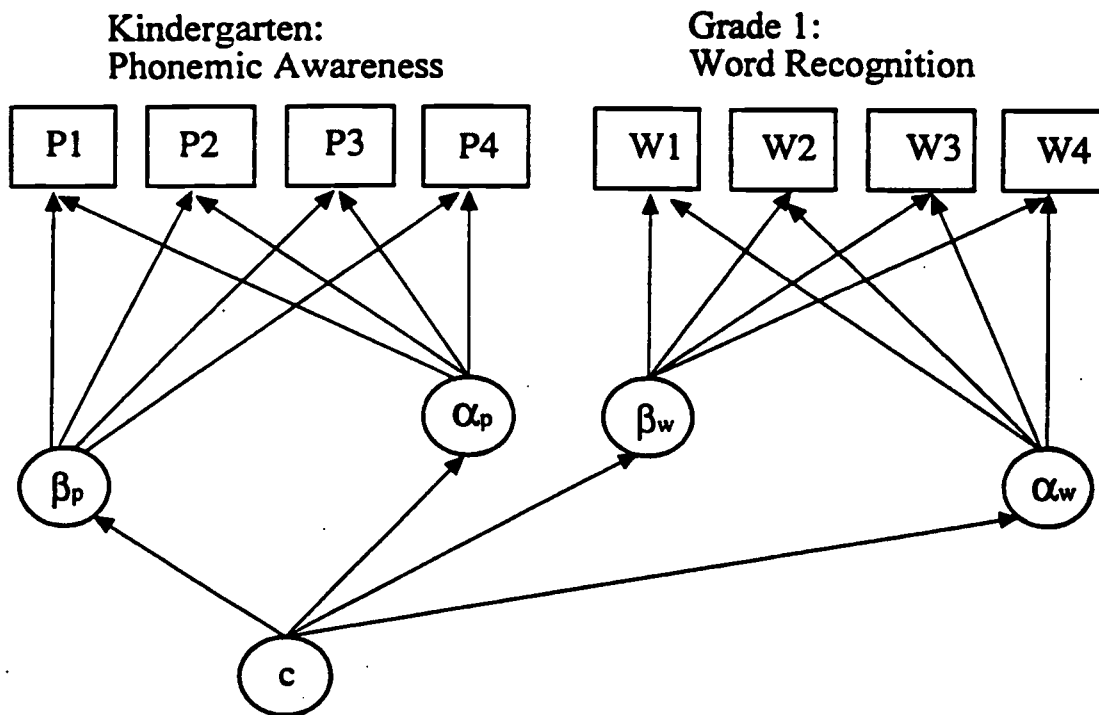 Kindergarten:
Phonemic Awareness
Grade 1:
Word Recognition
P1 P2 P3 P4 W1 W2 W3 W4
αp βw
βp αw
c